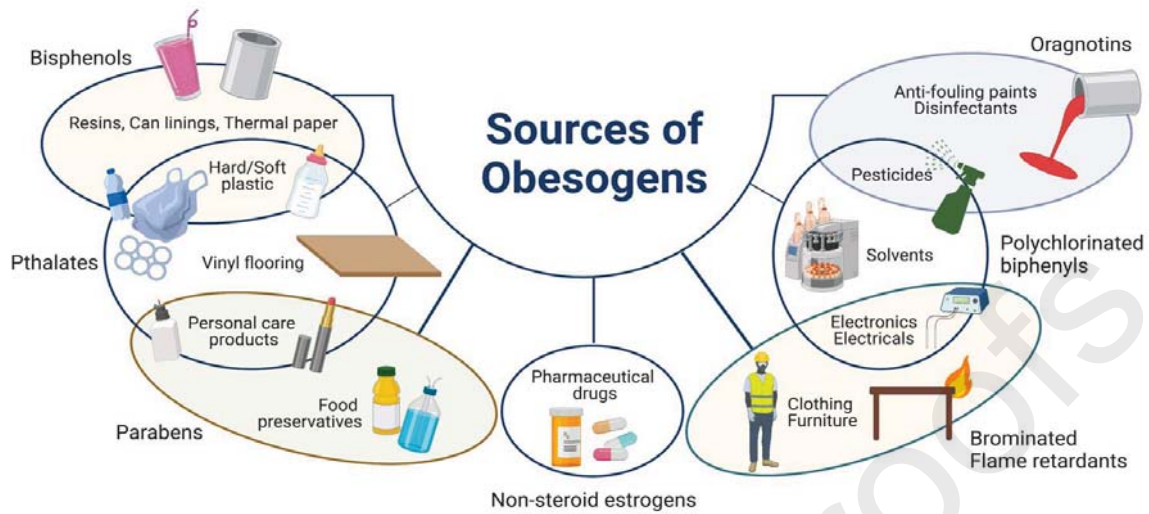 Bisphenols
Resins, Can linings, Thermal paper
Hard/Soft
plastic
Pthalates
Vinyl flooring
Personal care
products
Parabens
Food
preservatives
Sources of
Obesogens
Pharmaceutical
drugs
Non-steroid estrogens
Oragnotins
Anti-fouling paints
Disinfectants
Pesticides
Solvents
Polychlorinated
biphenyls
Electronics
Electricals
Clothing
Furniture
Brominated
Flame retardants